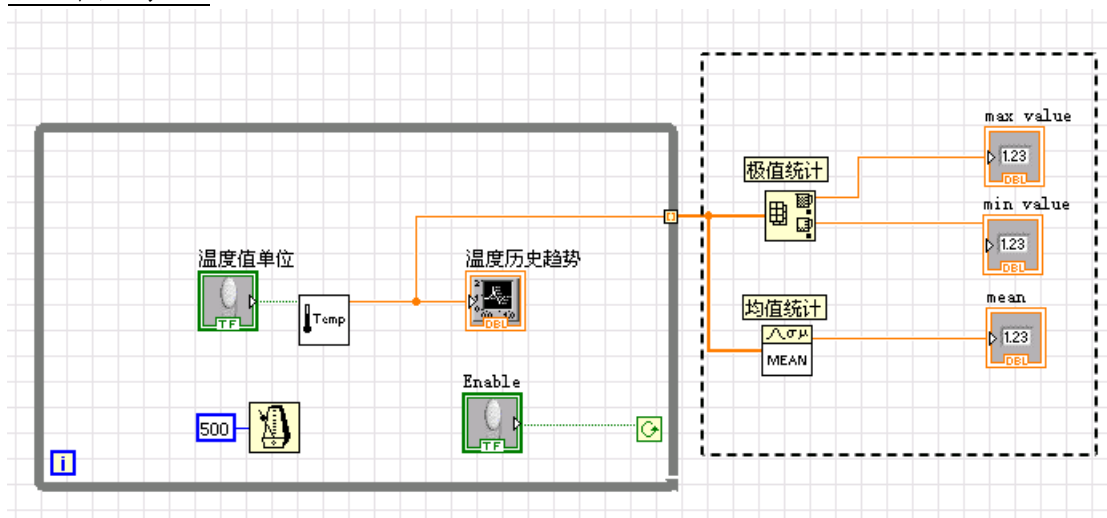 max value
1.23
DBL
极值统计
min value
1.23
DBL
温度值单位
TF
Temp
温度历史趋势
DBL
均值统计
MEAN
mean
1.23
DBL
Enable
TF
500
i